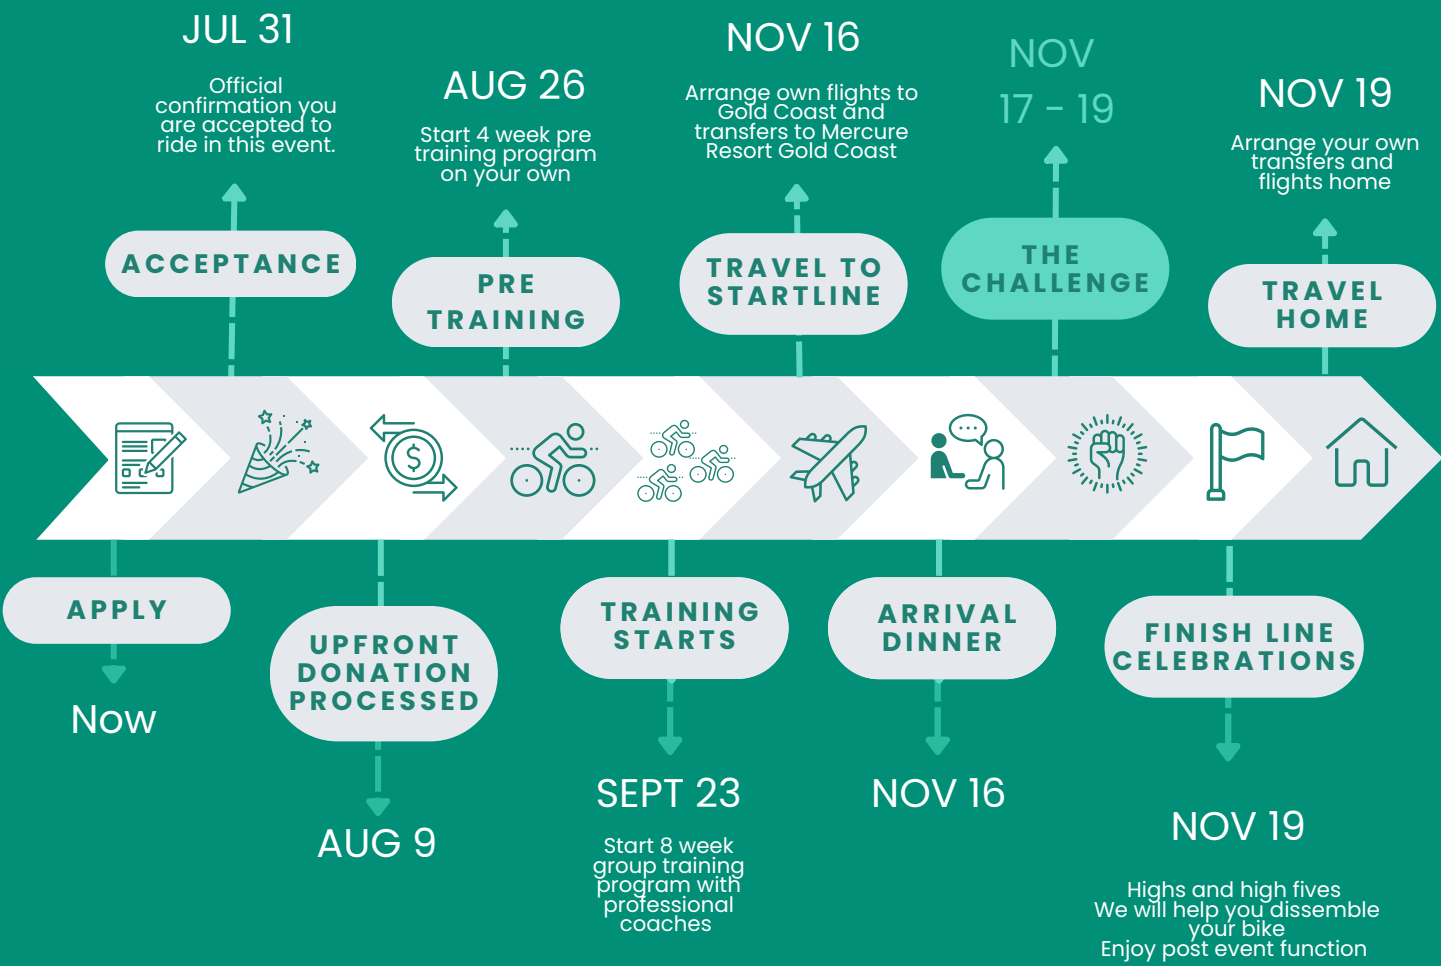 JUL 31
Official
confirmation you
are accepted to
ride in this event.
ACCEPTANCE
AUG 26
Start 4 week pre
training program
on your own
PRE
TRAINING
NOV 16
Arrange own flights to
Gold Coast and
transfers to Mercure
Resort Gold Coast
TRAVEL TO
STARTLINE
NOV
17 - 19
THE
CHALLENGE
NOV 19
Arrange your own
transfers and
flights home
TRAVEL
HOME
$
APPLY
Now
UPFRONT
DONATION
PROCESSED
AUG 9
TRAINING
STARTS
SEPT 23
Start 8 week
group training
program with
professional
coaches
ARRIVAL
DINNER
NOV 16
FINISH LINE
CELEBRATIONS
NOV 19
Highs and high fives
We will help you dissemble
your bike
Enjoy post event function